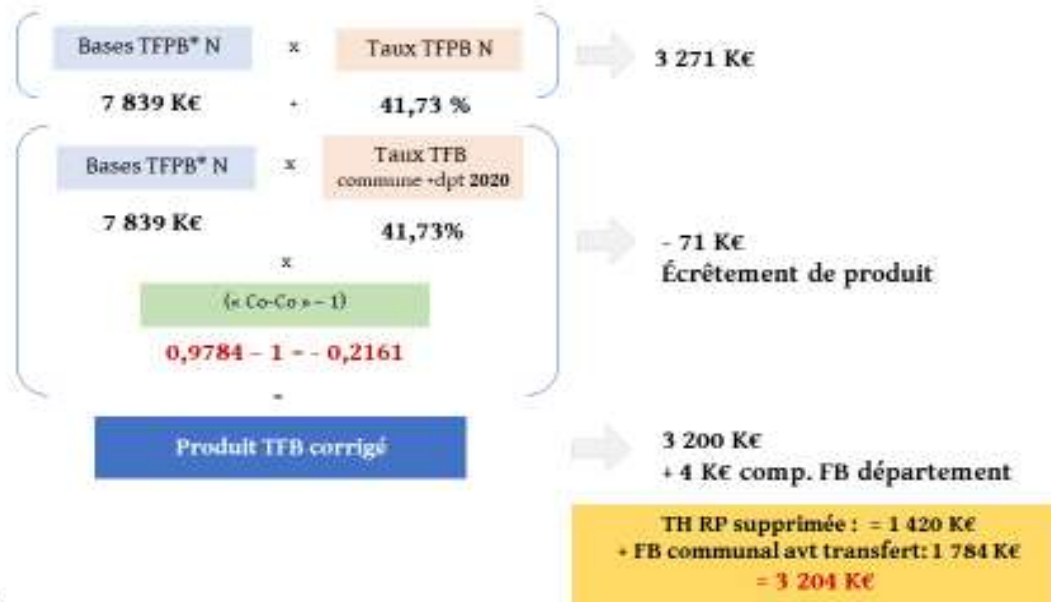 Bases TFPB* N x Taux TFPB N 3 271 K€
7 839 K€ + 41,73 %
Bases TFPB* N x Taux TFB
commune +dpt 2020
7 839 K€ 41,73%
x
(« Co-Co » – 1)
0,9784 – 1 = - 0,2161
- 71 K€
Écrêtement de produit
=
Produit TFB corrigé
3 200 K€
+ 4 K€ comp. FB département
TH RP supprimée : = 1 420 K€
+ FB communal avt transfert: 1 784 K€
= 3 204 K€